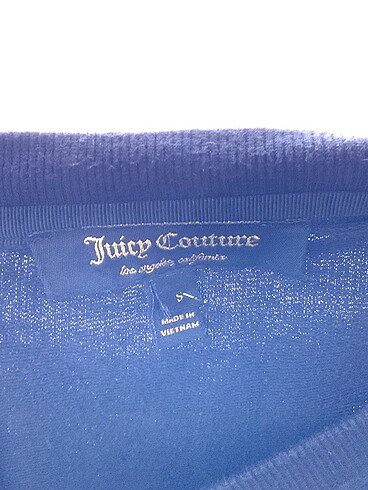 Juicy Couture
los angeles, california
S
MADE IN
VIETNAM